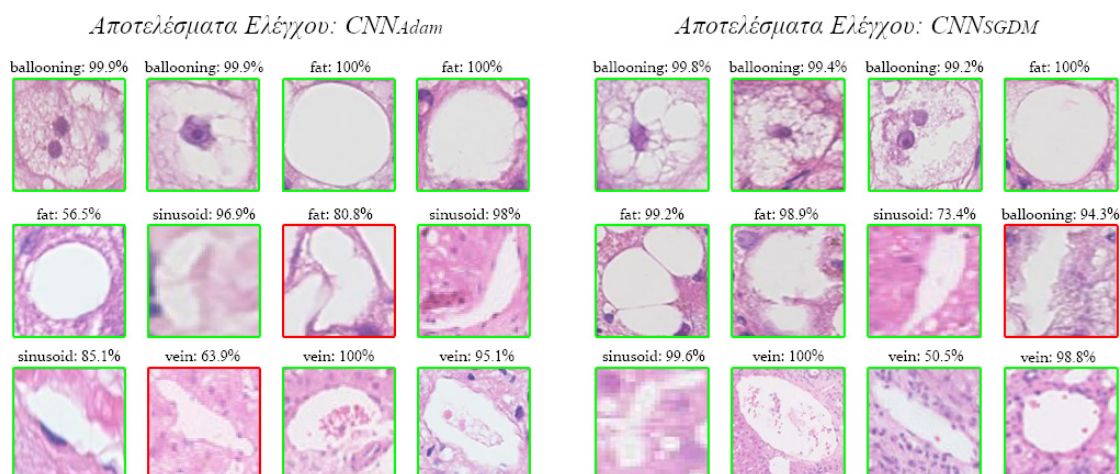 Αποτελέσματα Ελέγχου: CNNAdam
ballooning: 99.9% ballooning: 99.9% fat: 100% fat: 100%
fat: 56.5% sinusoid: 96.9% fat: 80.8% sinusoid: 98%
sinusoid: 85.1% vein: 63.9% vein: 100% vein: 95.1%
Αποτελέσματα Ελέγχου: CNNSGDM
ballooning: 99.8% ballooning: 99.4% ballooning: 99.2% fat: 100%
fat: 99.2% fat: 98.9% sinusoid: 73.4% ballooning: 94.3%
sinusoid: 99.6% vein: 100% vein: 50.5% vein: 98.8%